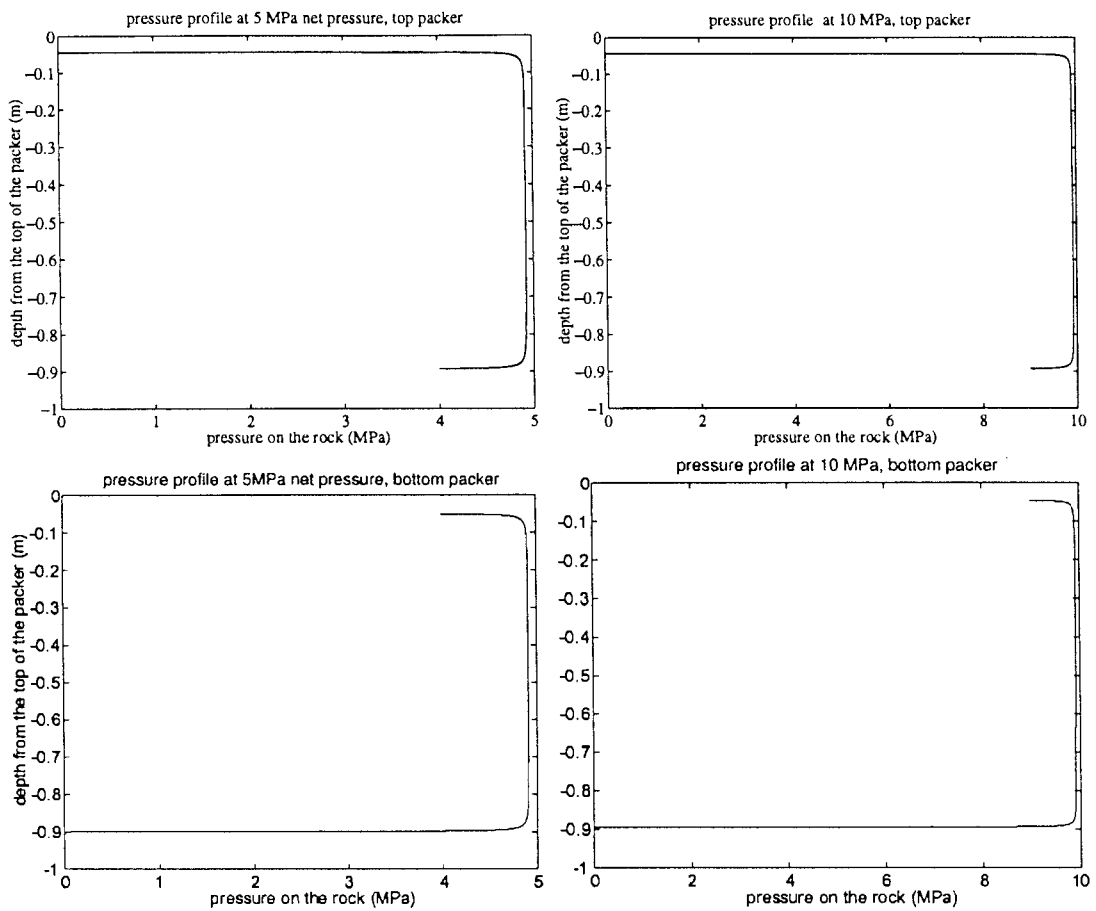 pressure profile at 5 MPa net pressure, top packer
0
−0.1
−0.2
−0.3
−0.4
−0.5
−0.6
−0.7
−0.8
−0.9
−1
depth from the top of the packer (m)
0 1 2 3 4 5
pressure on the rock (MPa)
pressure profile at 10 MPa, top packer
0
−0.1
−0.2
−0.3
−0.4
−0.5
−0.6
−0.7
−0.8
−0.9
−1
depth from the top of the packer (m)
0 2 4 6 8 10
pressure on the rock (MPa)
pressure profile at 5MPa net pressure, bottom packer
0
-0.1
-0.2
-0.3
-0.4
-0.5
-0.6
-0.7
-0.8
-0.9
-1
depth from the top of the packer (m)
0 1 2 3 4 5
pressure on the rock (MPa)
pressure profile at 10 MPa, bottom packer
0
-0.1
-0.2
-0.3
-0.4
-0.5
-0.6
-0.7
-0.8
-0.9
-1
0 2 4 6 8 10
pressure on the rock (MPa)